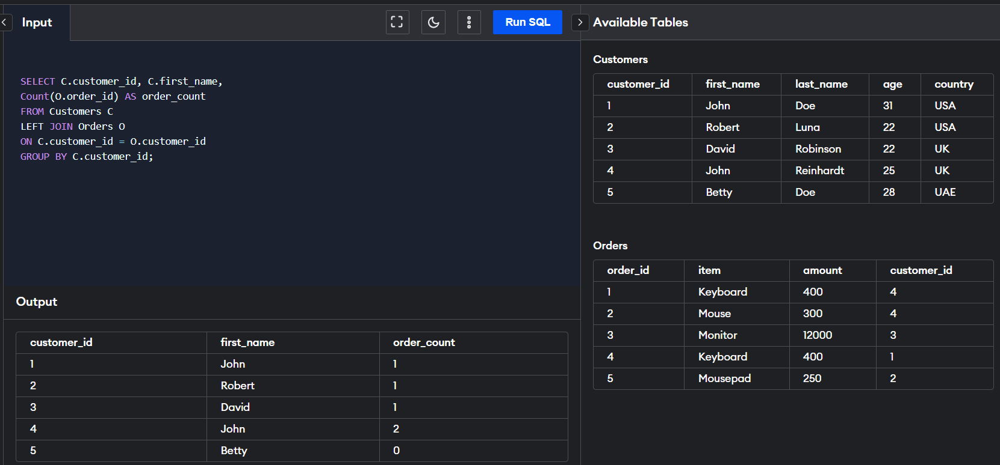 Input
Run SQL
SELECT C.customer_id, C.first_name,
Count(O.order_id) AS order_count
FROM Customers C
LEFT JOIN Orders O
ON C.customer_id = O.customer_id
GROUP BY C.customer_id;
Output
customer_id first_name order_count
1 John 1
2 Robert 1
3 David 1
4 John 2
5 Betty 0
Available Tables
Customers
customer_id first_name last_name age country
1 John Doe 31 USA
2 Robert Luna 22 USA
3 David Robinson 22 UK
4 John Reinhardt 25 UK
5 Betty Doe 28 UAE
Orders
order_id item amount customer_id
1 Keyboard 400 4
2 Mouse 300 4
3 Monitor 12000 3
4 Keyboard 400 1
5 Mousepad 250 2